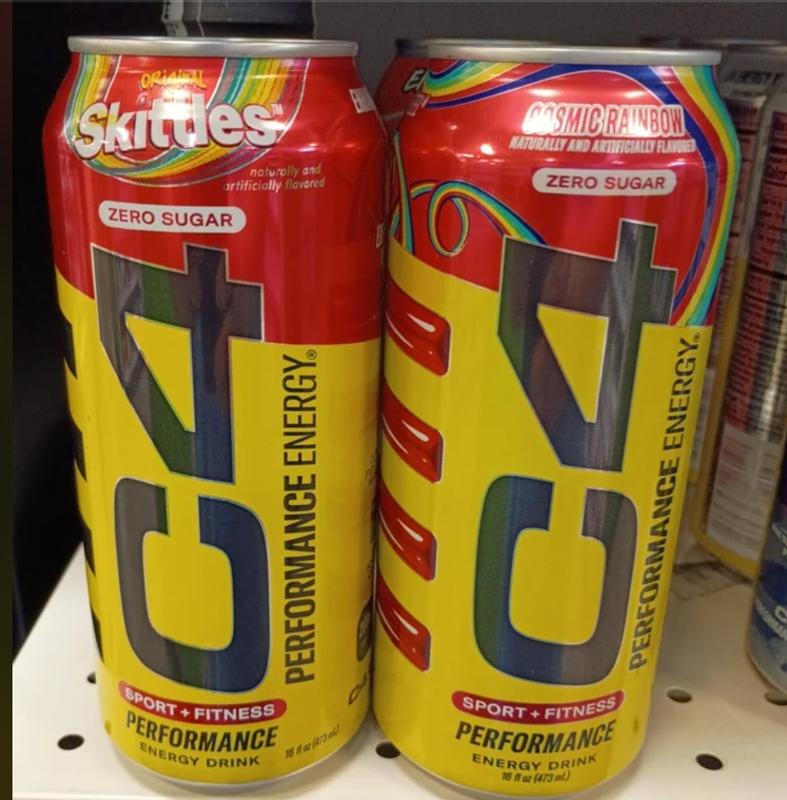 ORIGINAL
Skittles™
naturally and
artificially flavored
ZERO SUGAR
C4
PERFORMANCE ENERGY®
SPORT + FITNESS
PERFORMANCE
ENERGY DRINK
16 fl oz (473 mL)
COSMIC RAINBOW
NATURALLY AND ARTIFICIALLY FLAVORED
ZERO SUGAR
C4
PERFORMANCE ENERGY®
SPORT + FITNESS
PERFORMANCE
ENERGY DRINK
16 fl oz (473 mL)